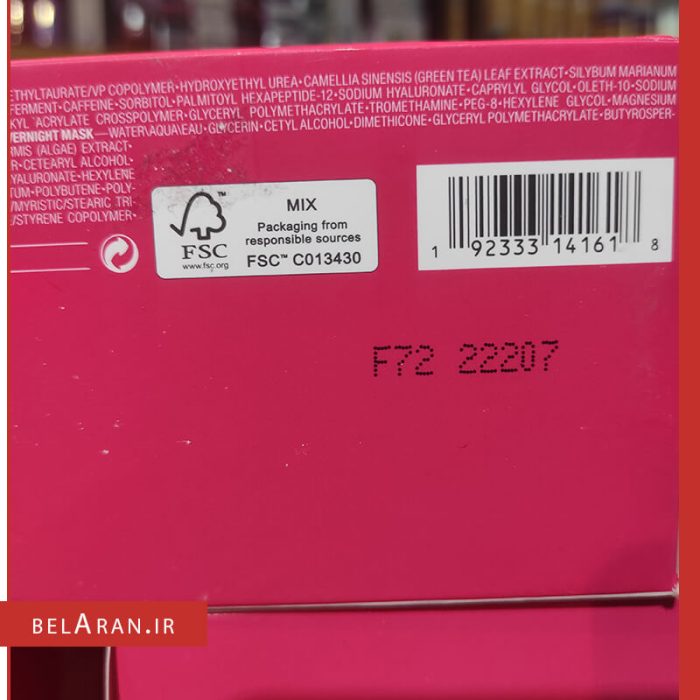 ETHYLTAURATE/VP COPOLYMER•HYDROXYETHYL UREA•CAMELLIA SINENSIS (GREEN TEA) LEAF EXTRACT•SILYBUM MARIANUM
FERMENT•CAFFEINE•SORBITOL•PALMITOYL HEXAPEPTIDE-12•SODIUM HYALURONATE•CAPRYLYL GLYCOL•OLETH-10•SODIUM
KYL ACRYLATE CROSSPOLYMER•GLYCERYL POLYMETHACRYLATE•TROMETHAMINE•PEG-8•HEXYLENE GLYCOL•MAGNESIUM
ERNIGHT MASK—WATER\AQUA\EAU•GLYCERIN•CETYL ALCOHOL•DIMETHICONE•GLYCERYL POLYMETHACRYLATE•BUTYROSPER-
RMIS (ALGAE) EXTRACT•
R•CETEARYL ALCOHOL•
YALURONATE•HEXYLENE
TUM•POLYBUTENE•POLY-
/MYRISTIC/STEARIC TRI-
/STYRENE COPOLYMER•
FSC™
www.fsc.org
MIX
Packaging from
responsible sources
FSC™ C013430
1 92333 14161 8
F72 22207
BELARAN.IR